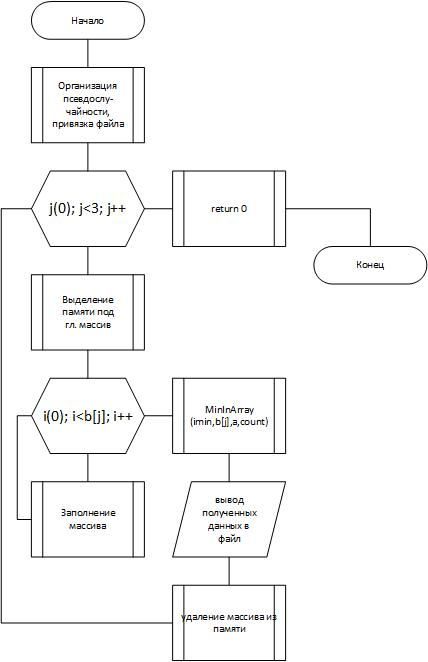 Начало
Организация
псевдослу-
чайности,
привязка файла
j(0); j<3; j++
return 0
Конец
Выделение
памяти под
гл. массив
i(0); i<b[j]; i++
MinInArray
(imin,b[j],a,count)
Заполнение
массива
вывод
полученных
данных в
файл
удаление массива из
памяти